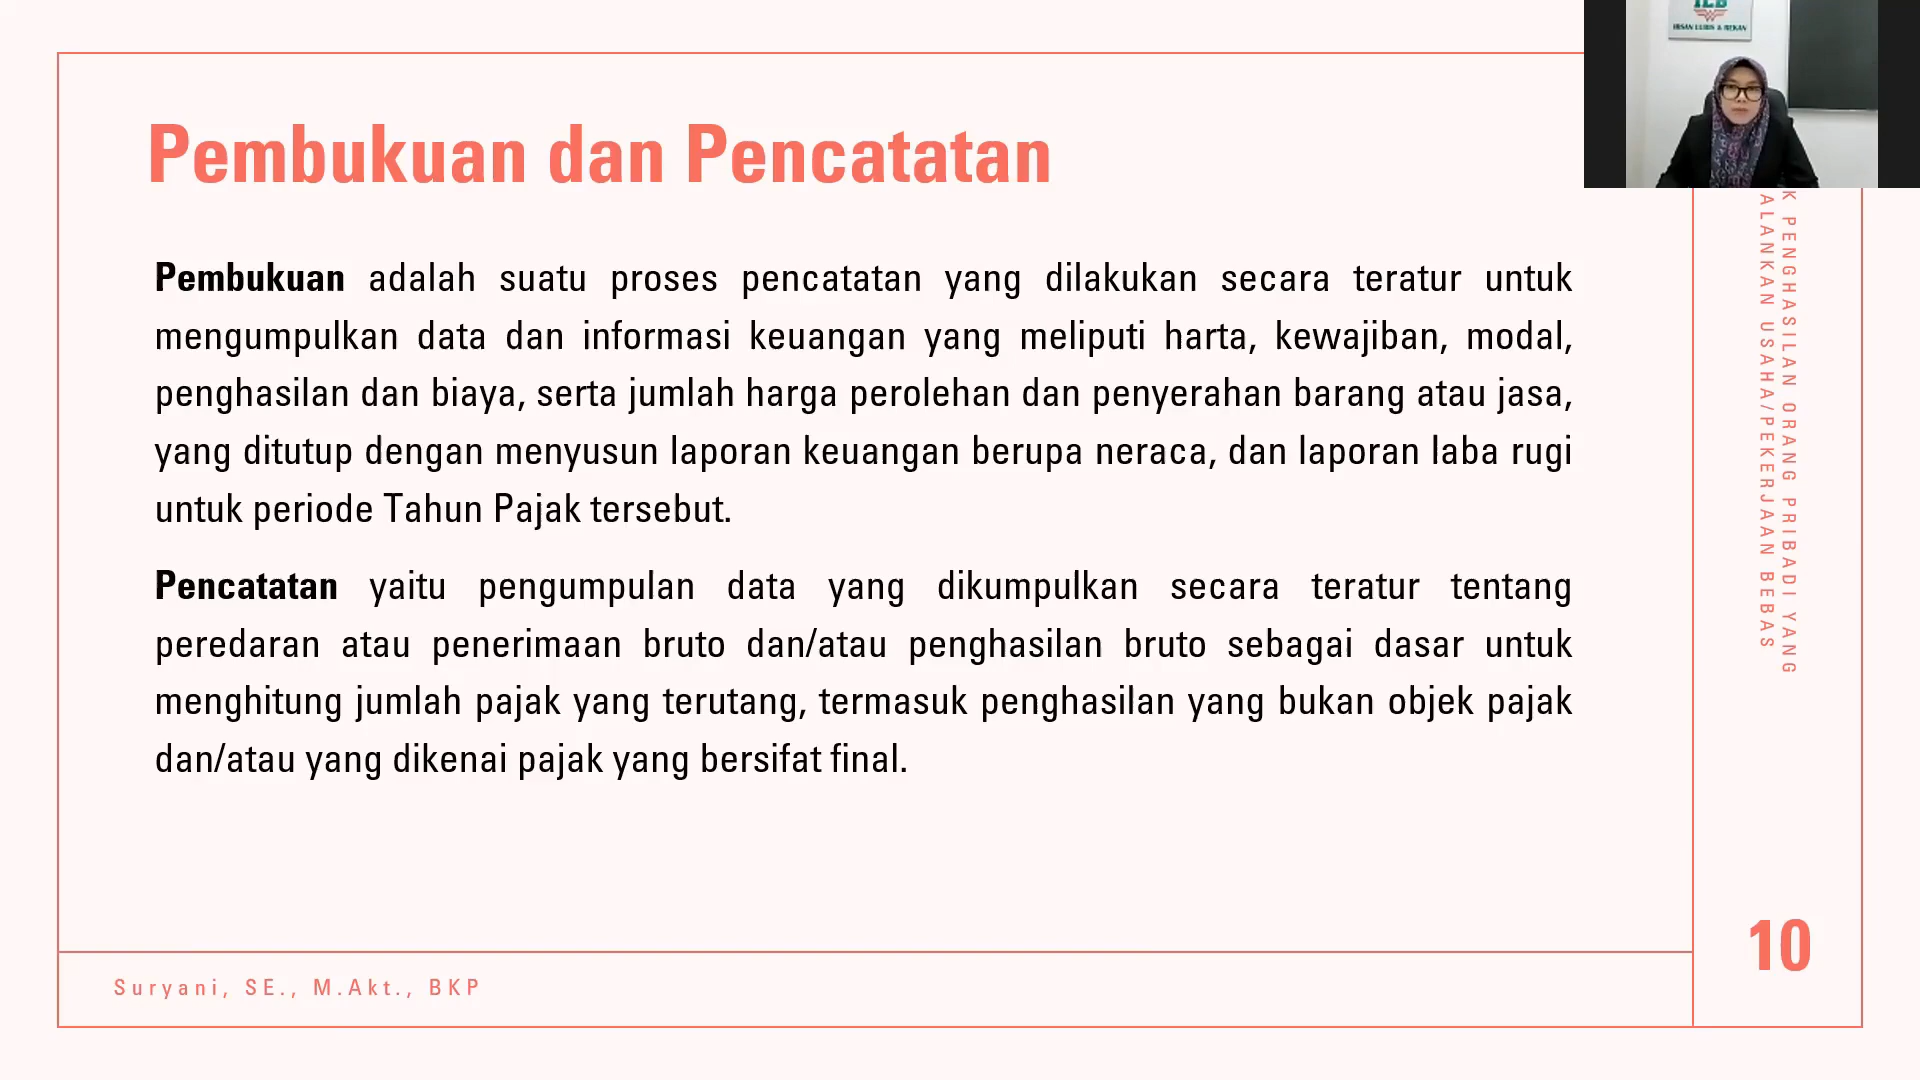 ILB
IHSAN LUBIS & REKAN
Pembukuan dan Pencatatan
Pembukuan adalah suatu proses pencatatan yang dilakukan secara teratur untuk
mengumpulkan data dan informasi keuangan yang meliputi harta, kewajiban, modal,
penghasilan dan biaya, serta jumlah harga perolehan dan penyerahan barang atau jasa,
yang ditutup dengan menyusun laporan keuangan berupa neraca, dan laporan laba rugi
untuk periode Tahun Pajak tersebut.
Pencatatan yaitu pengumpulan data yang dikumpulkan secara teratur tentang
peredaran atau penerimaan bruto dan/atau penghasilan bruto sebagai dasar untuk
menghitung jumlah pajak yang terutang, termasuk penghasilan yang bukan objek pajak
dan/atau yang dikenai pajak yang bersifat final.
K PENGHASILAN ORANG PRIBADI YANG
ALANKAN USAHA/PEKERJAAN BEBAS
10
Suryani, SE., M.Akt., BKP